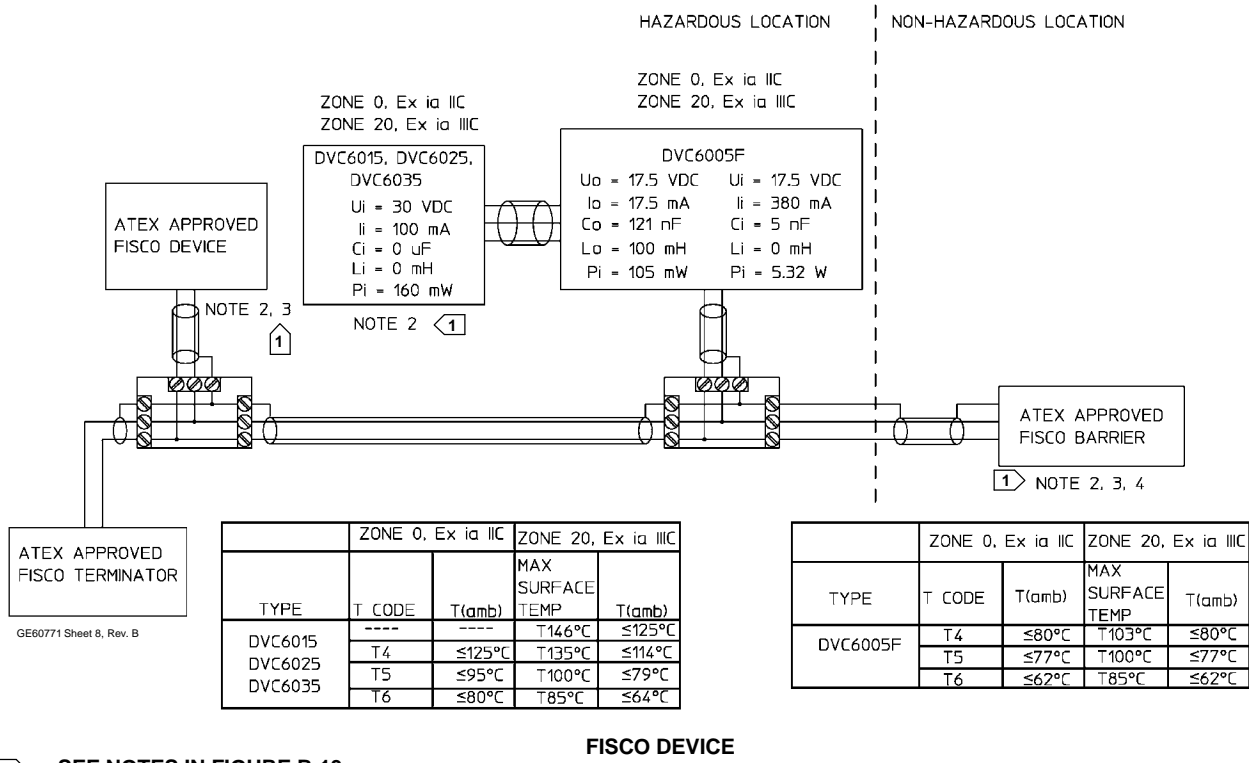 HAZARDOUS LOCATION
NON-HAZARDOUS LOCATION
ZONE 0, Ex ia IIC
ZONE 20, Ex ia IIIC
ZONE 0, Ex ia IIC
ZONE 20, Ex ia IIIC
DVC6015, DVC6025,
DVC6035
Ui = 30 VDC
Ii = 100 mA
Ci = 0 uF
Li = 0 mH
Pi = 160 mW
DVC6005F
Uo = 17.5 VDC Ui = 17.5 VDC
Io = 17.5 mA Ii = 380 mA
Co = 121 nF Ci = 5 nF
Lo = 100 mH Li = 0 mH
Pi = 105 mW Pi = 5.32 W
ATEX APPROVED
FISCO DEVICE
NOTE 2, 3
1
NOTE 2 1
ATEX APPROVED
FISCO BARRIER
1 NOTE 2, 3, 4
ATEX APPROVED
FISCO TERMINATOR
GE60771 Sheet 8, Rev. B
ZONE 0, Ex ia IIC ZONE 20, Ex ia IIIC
TYPE T CODE T(amb) MAX SURFACE TEMP T(amb)
DVC6015
DVC6025
DVC6035
---- ---- T146°C ≤125°C
T4 ≤125°C T135°C ≤114°C
T5 ≤95°C T100°C ≤79°C
T6 ≤80°C T85°C ≤64°C
ZONE 0, Ex ia IIC ZONE 20, Ex ia IIIC
TYPE T CODE T(amb) MAX SURFACE TEMP T(amb)
DVC6005F
T4 ≤80°C T103°C ≤80°C
T5 ≤77°C T100°C ≤77°C
T6 ≤62°C T85°C ≤62°C
FISCO DEVICE